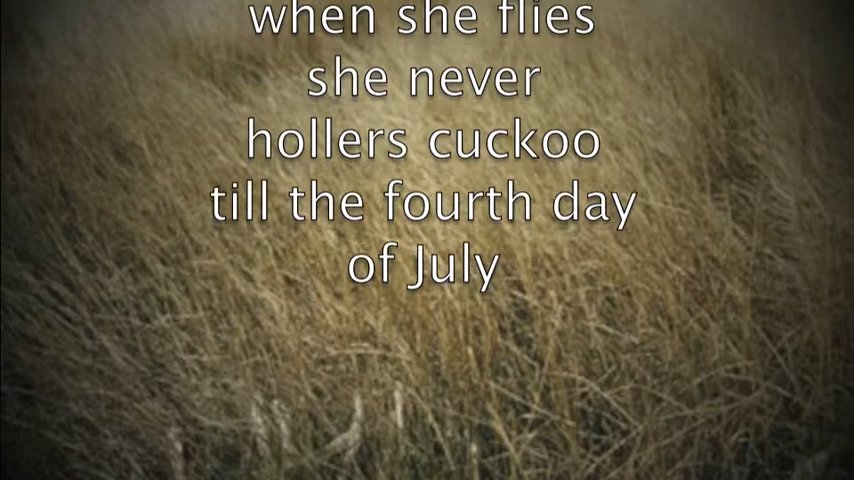 when she flies
she never
hollers cuckoo
till the fourth day
of July